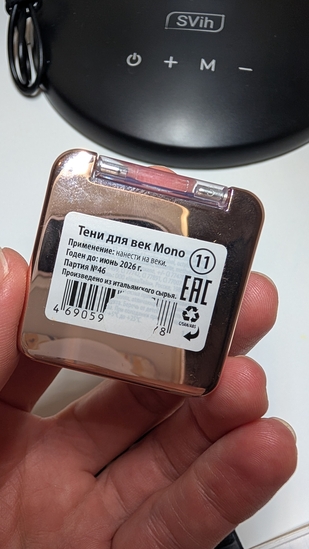 SVih
+ M −
Тени для век Mono
11
Применение: нанести на веки.
Годен до: июнь 2026 г.
Партия №46
Произведено из итальянского сырья.
EAC
4 69059
78